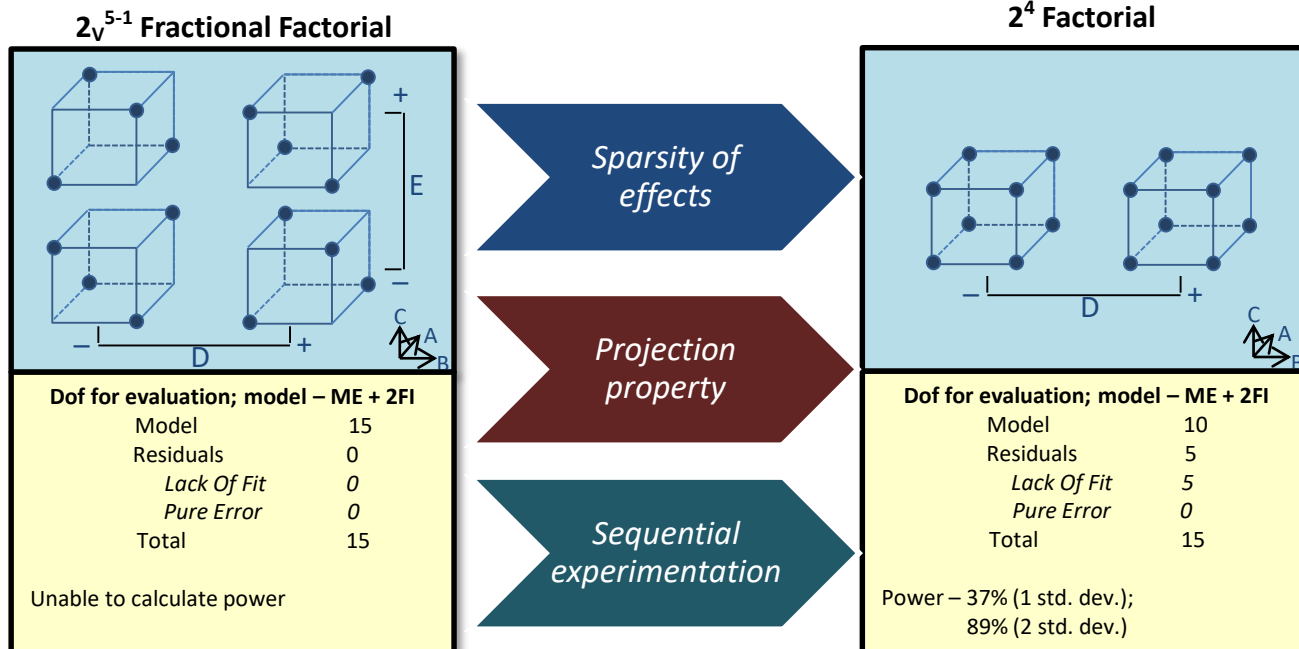 2V5-1 Fractional Factorial
+
E
−
− D +
C
A
B
Dof for evaluation; model – ME + 2FI
Model 15
Residuals 0
Lack Of Fit 0
Pure Error 0
Total 15
Unable to calculate power
Sparsity of
effects
Projection
property
Sequential
experimentation
2⁴ Factorial
− D +
C
A
B
Dof for evaluation; model – ME + 2FI
Model 10
Residuals 5
Lack Of Fit 5
Pure Error 0
Total 15
Power – 37% (1 std. dev.);
89% (2 std. dev.)